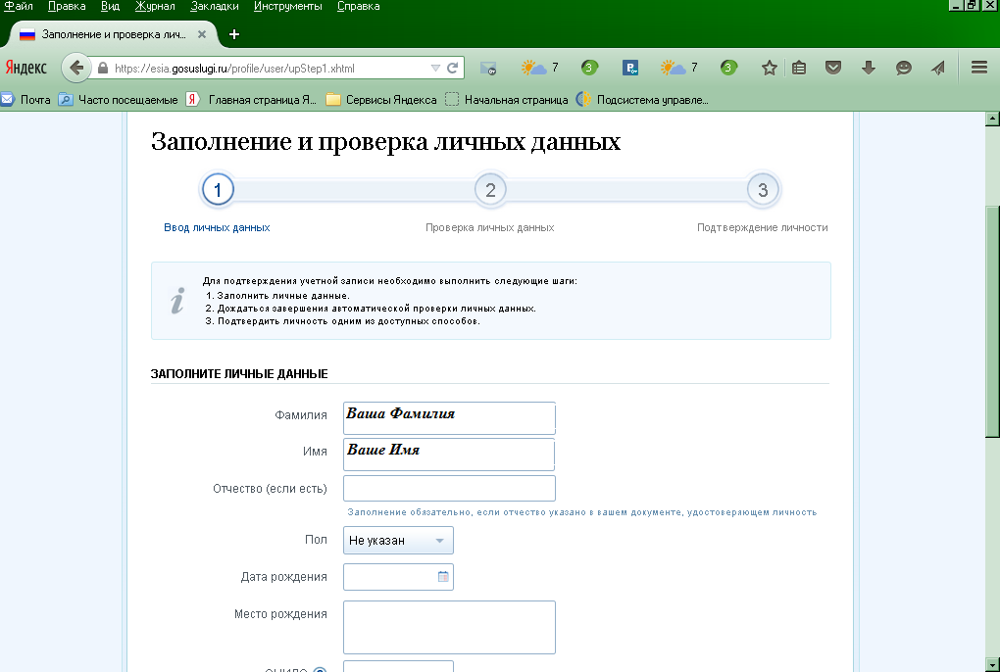 Файл Правка Вид Журнал Закладки Инструменты Справка
Заполнение и проверка лич...
Яндекс https://esia.gosuslugi.ru/profile/user/upStep1.xhtml 7 3 7 3
Почта Часто посещаемые Я Главная страница Я... Сервисы Яндекса Начальная страница Подсистема управле...
Заполнение и проверка личных данных
1 2 3
Ввод личных данных Проверка личных данных Подтверждение личности
Для подтверждения учетной записи необходимо выполнить следующие шаги:
1. Заполнить личные данные.
2. Дождаться завершения автоматической проверки личных данных.
3. Подтвердить личность одним из доступных способов.
ЗАПОЛНИТЕ ЛИЧНЫЕ ДАННЫЕ
Фамилия Ваша Фамилия
Имя Ваше Имя
Отчество (если есть)
Заполнение обязательно, если отчество указано в вашем документе, удостоверяющем личность
Пол Не указан
Дата рождения
Место рождения